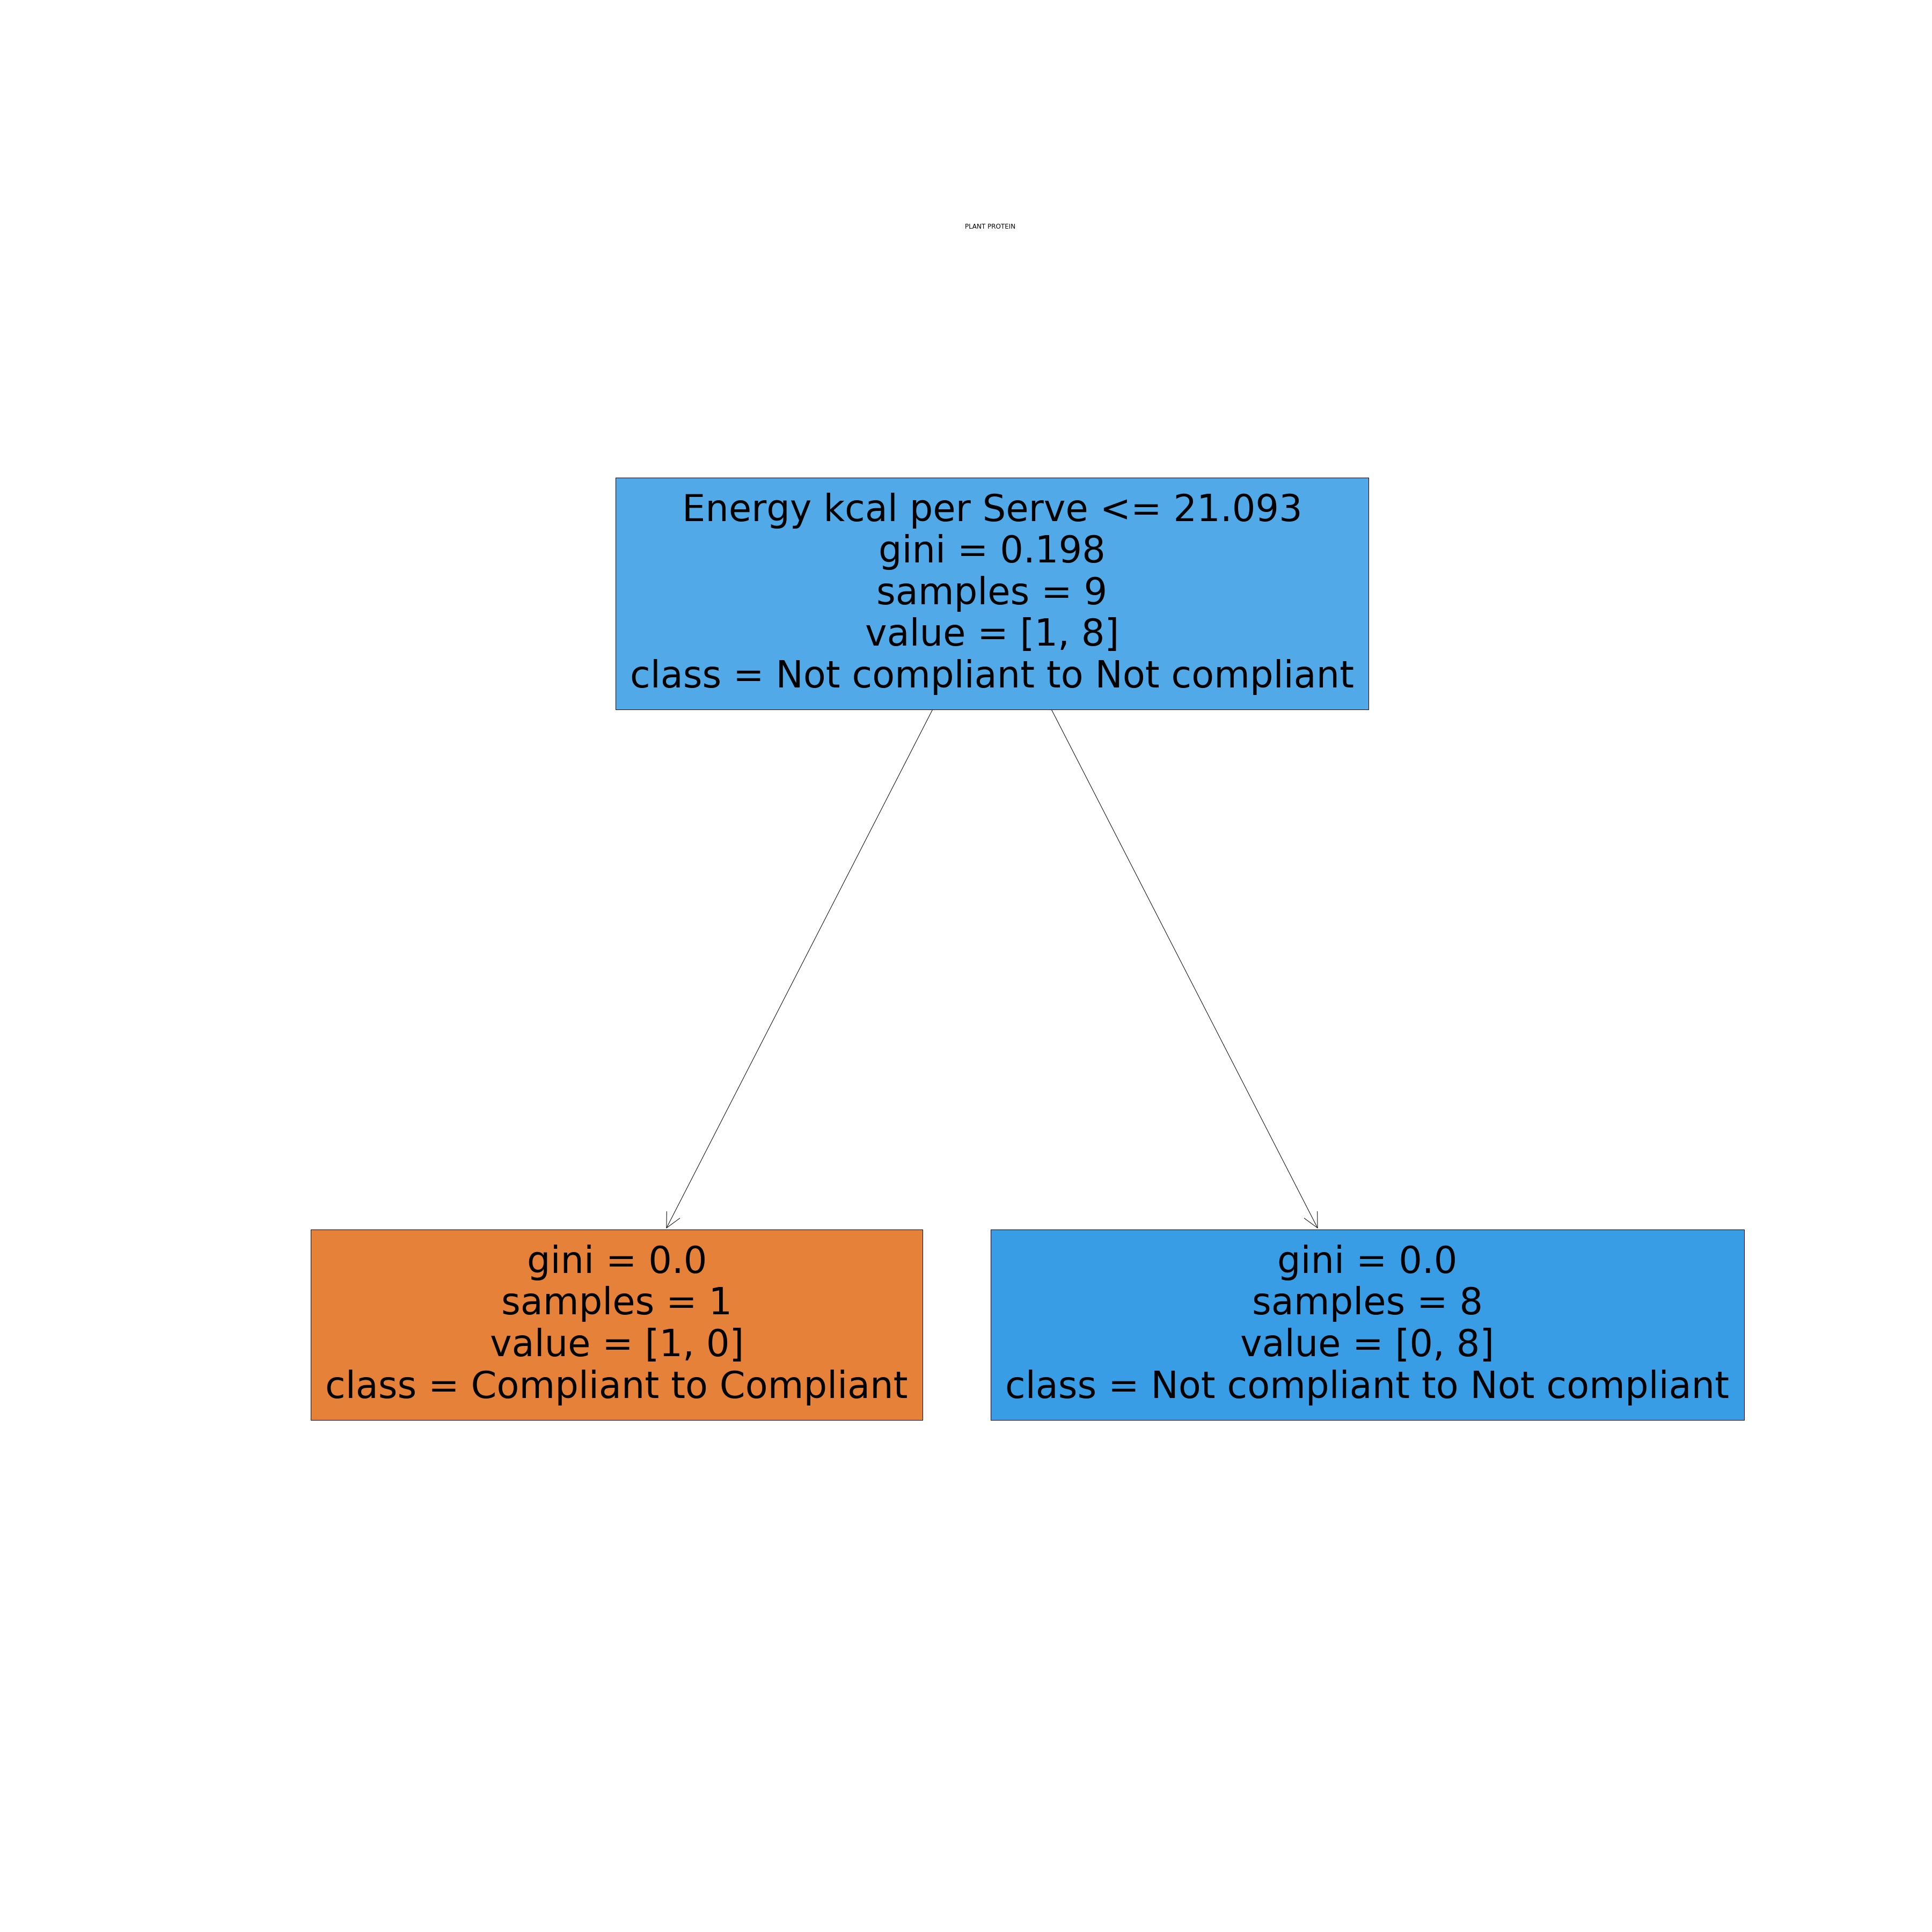 PLANT PROTEIN
Energy kcal per Serve <= 21.093
gini = 0.198
samples = 9
value = [1, 8]
class = Not compliant to Not compliant
gini = 0.0
samples = 1
value = [1, 0]
class = Compliant to Compliant
gini = 0.0
samples = 8
value = [0, 8]
class = Not compliant to Not compliant